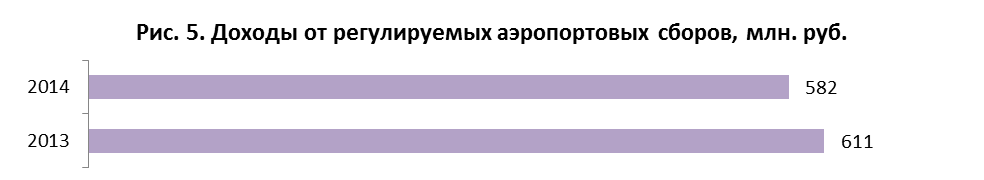 Рис. 5. Доходы от регулируемых аэропортовых сборов, млн. руб.
2014 582
2013 611